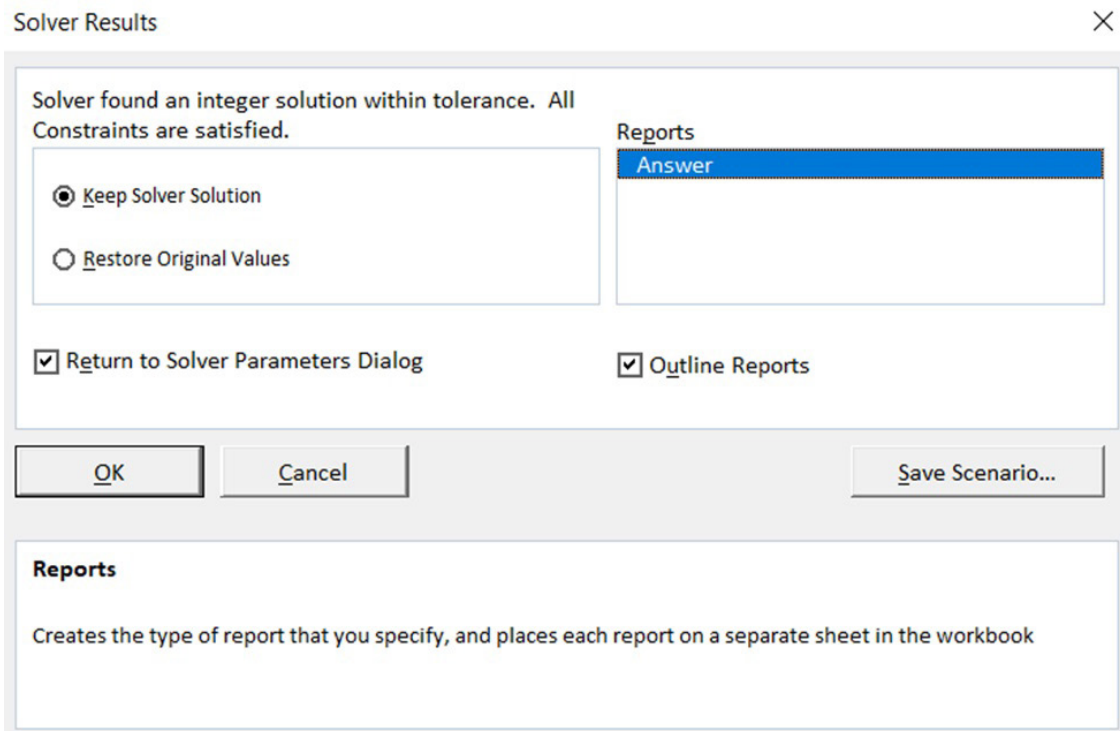 Solver Results
Solver found an integer solution within tolerance.  All
Constraints are satisfied.
Reports
Answer
Keep Solver Solution
Restore Original Values
Return to Solver Parameters Dialog
Outline Reports
OK
Cancel
Save Scenario...
Reports
Creates the type of report that you specify, and places each report on a separate sheet in the workbook